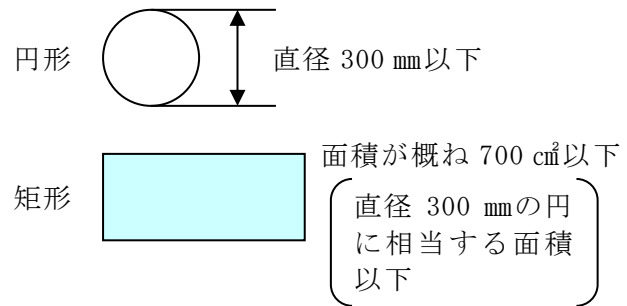 円形
直径 300 ㎜以下
矩形
面積が概ね 700 ㎠以下
直径 300 ㎜の円
に相当する面積
以下